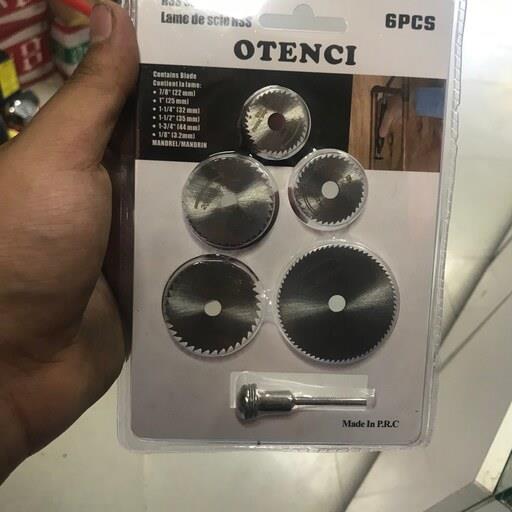 HSS
Lame de scie HSS
6PCS
OTENCI
Contains Blade
Contient la lame:
• 7/8" (22 mm)
• 1" (25 mm)
• 1-1/4" (32 mm)
• 1-1/2" (35 mm)
• 1-3/4" (44 mm)
• 1/8" (3.2mm)
MANDREL/MANDRIN
Made In P.R.C